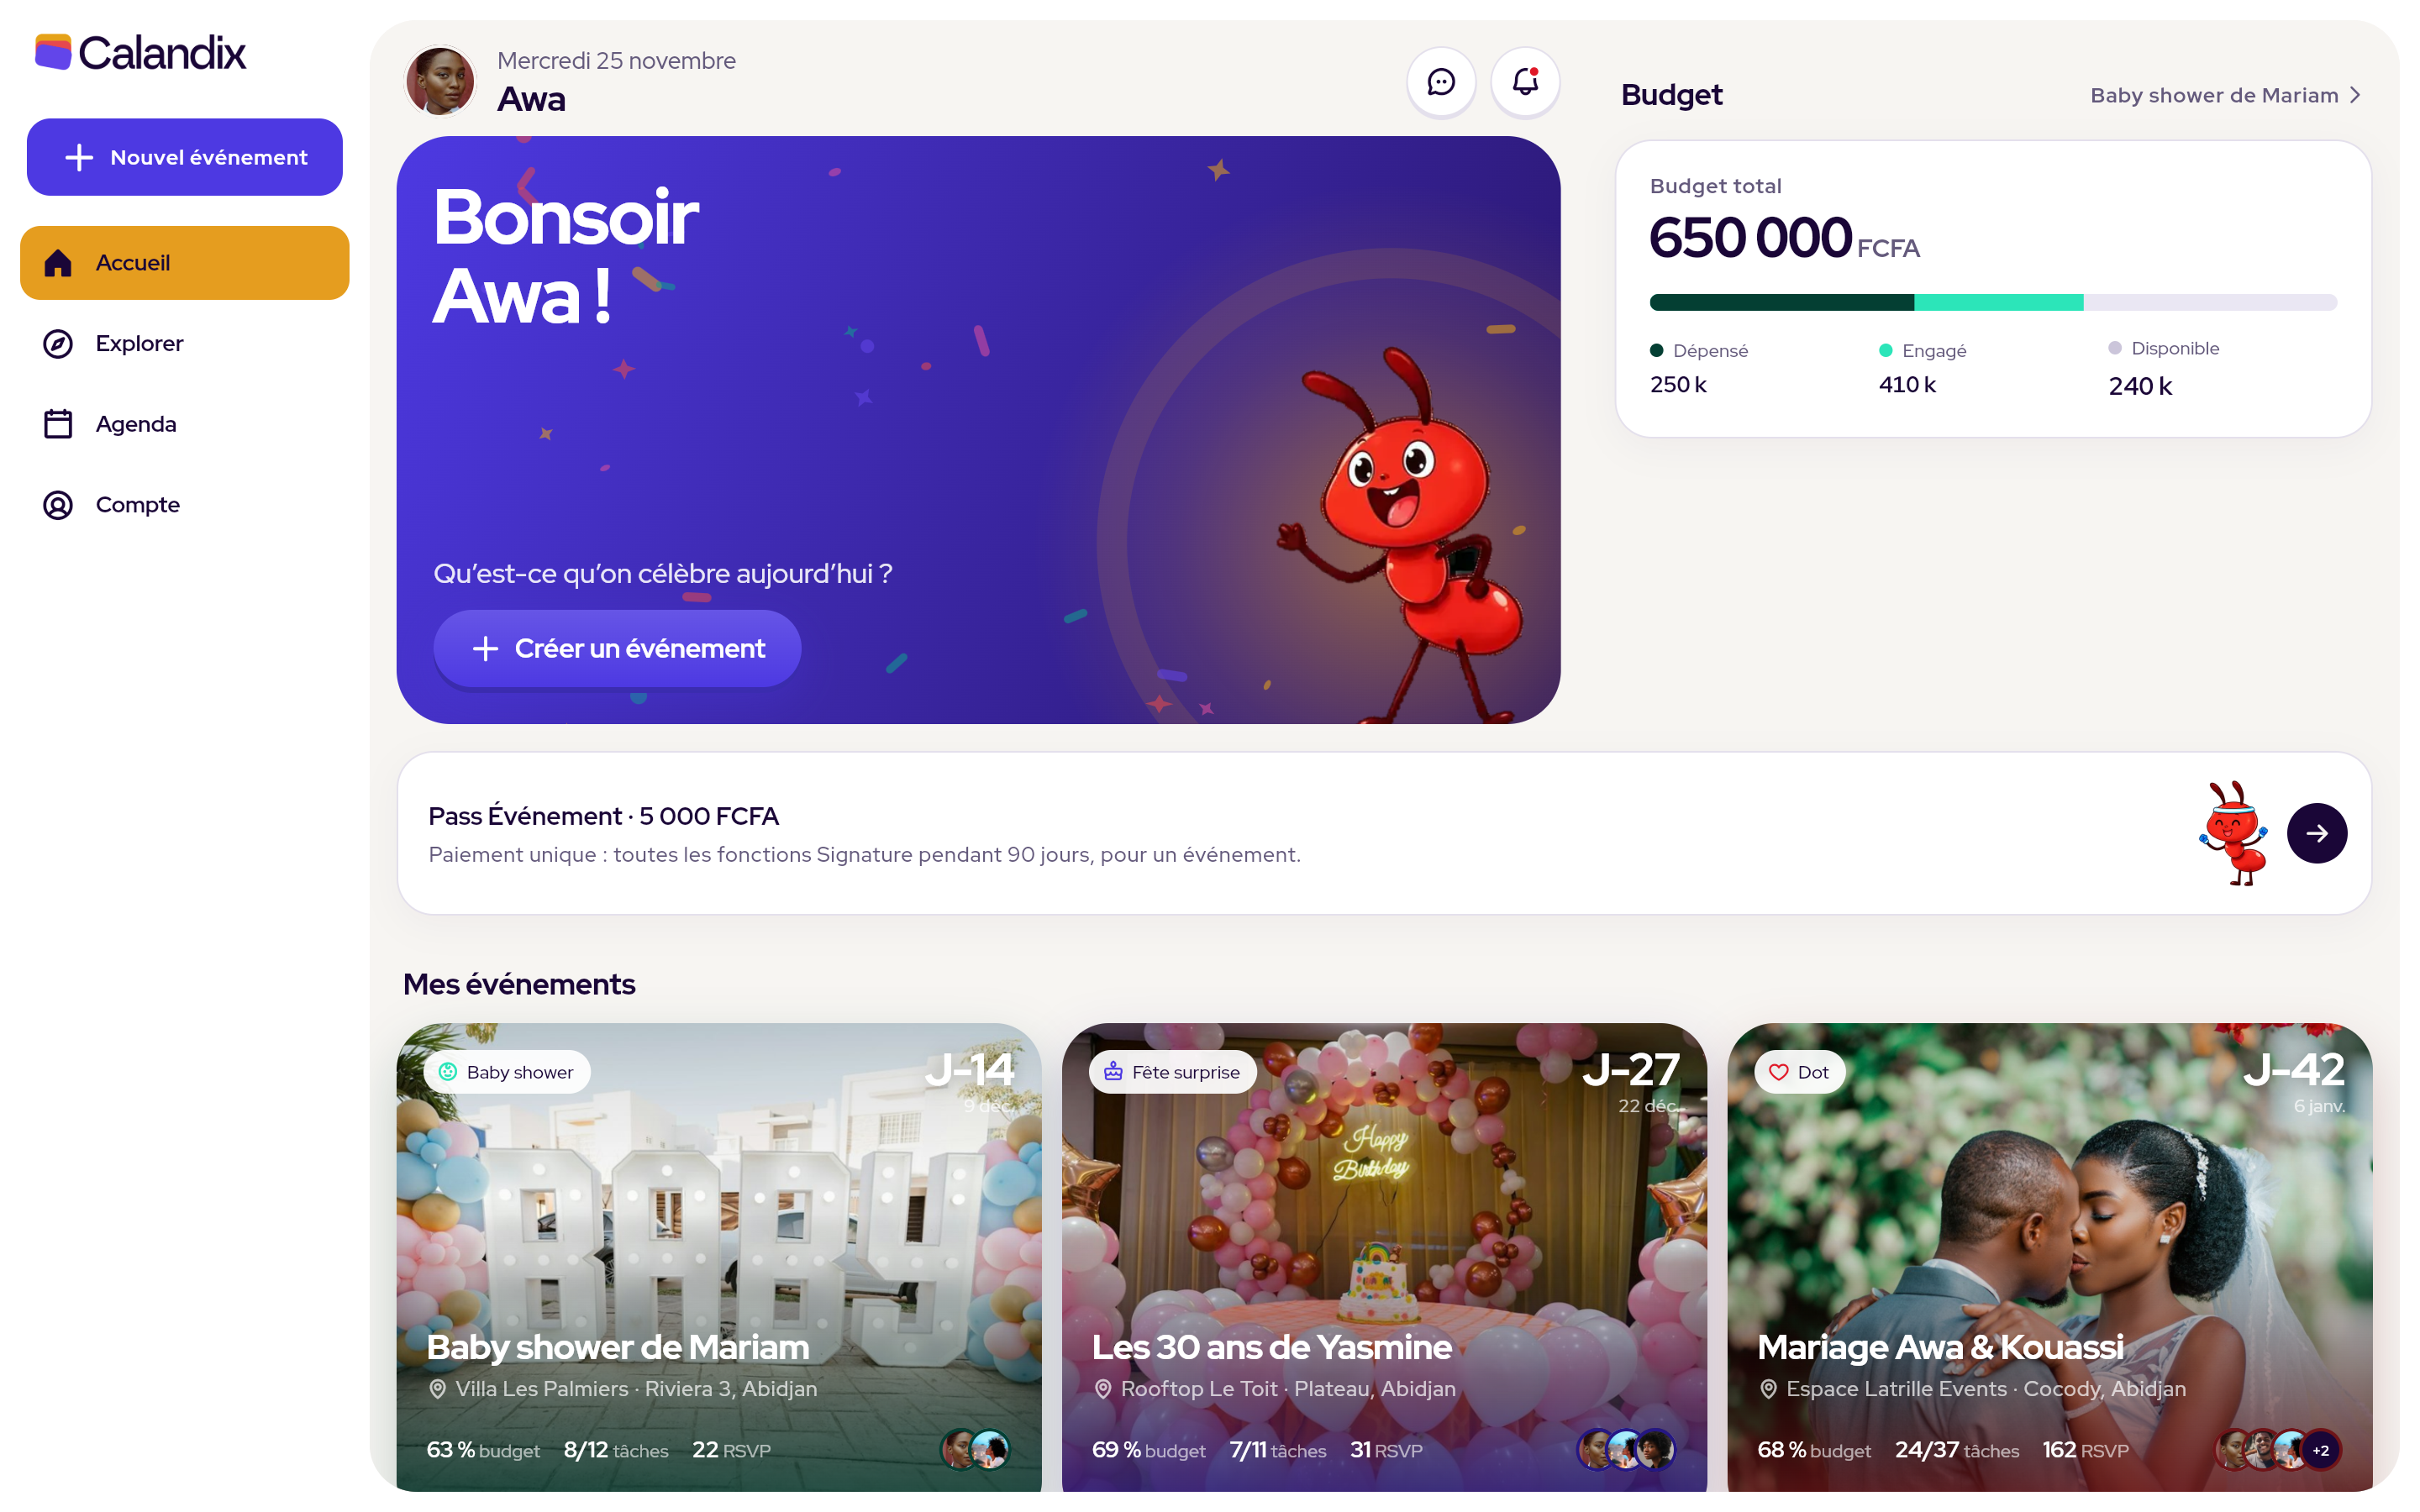 Calandix
Nouvel événement
Accueil
Explorer
Agenda
Compte
Mercredi 25 novembre
Awa
Bonsoir
Awa !
Qu’est-ce qu’on célèbre aujourd’hui ?
Créer un événement
Budget
Baby shower de Mariam
Budget total
650 000 FCFA
Dépensé
Engagé
Disponible
250 k
410 k
240 k
Pass Événement · 5 000 FCFA
Paiement unique : toutes les fonctions Signature pendant 90 jours, pour un événement.
Mes événements
Baby shower
J-14
9 déc.
BABY
Baby shower de Mariam
Villa Les Palmiers · Riviera 3, Abidjan
63 % budget 8/12 tâches 22 RSVP
Fête surprise
J-27
22 déc.
Happy
Birthday
Les 30 ans de Yasmine
Rooftop Le Toit · Plateau, Abidjan
69 % budget 7/11 tâches 31 RSVP
Dot
J-42
6 janv.
Mariage Awa & Kouassi
Espace Latrille Events · Cocody, Abidjan
68 % budget 24/37 tâches 162 RSVP
+2